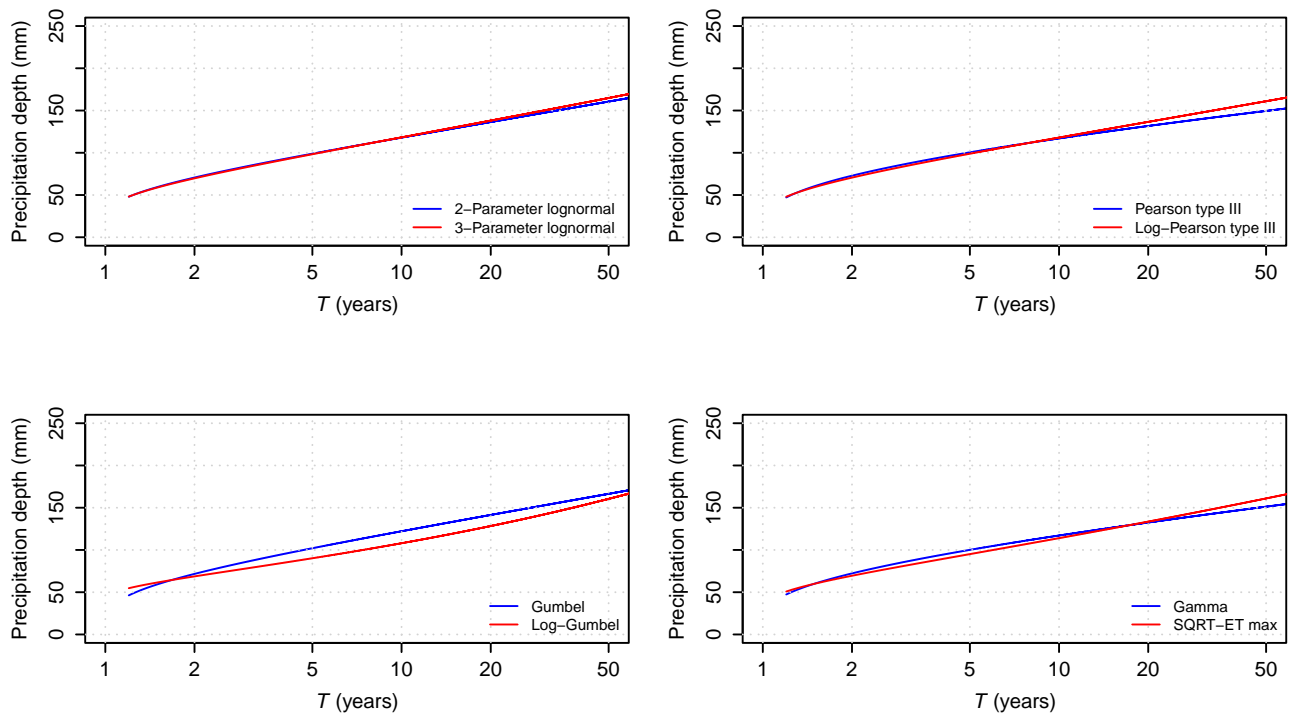 Precipitation depth (mm)
250
150
50
0
2−Parameter lognormal
3−Parameter lognormal
1 2 5 10 20 50
T (years)
Precipitation depth (mm)
250
150
50
0
Pearson type III
Log−Pearson type III
1 2 5 10 20 50
T (years)
Precipitation depth (mm)
250
150
50
0
Gumbel
Log−Gumbel
1 2 5 10 20 50
T (years)
Precipitation depth (mm)
250
150
50
0
Gamma
SQRT−ET max
1 2 5 10 20 50
T (years)